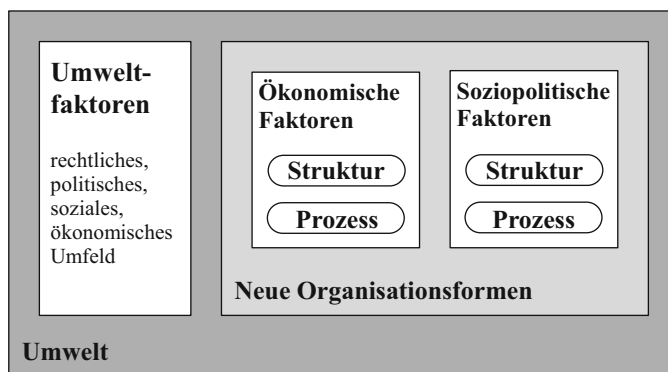 Umwelt-
faktoren
rechtliches,
politisches,
soziales,
ökonomisches
Umfeld
Ökonomische
Faktoren
Struktur
Prozess
Soziopolitische
Faktoren
Struktur
Prozess
Neue Organisationsformen
Umwelt